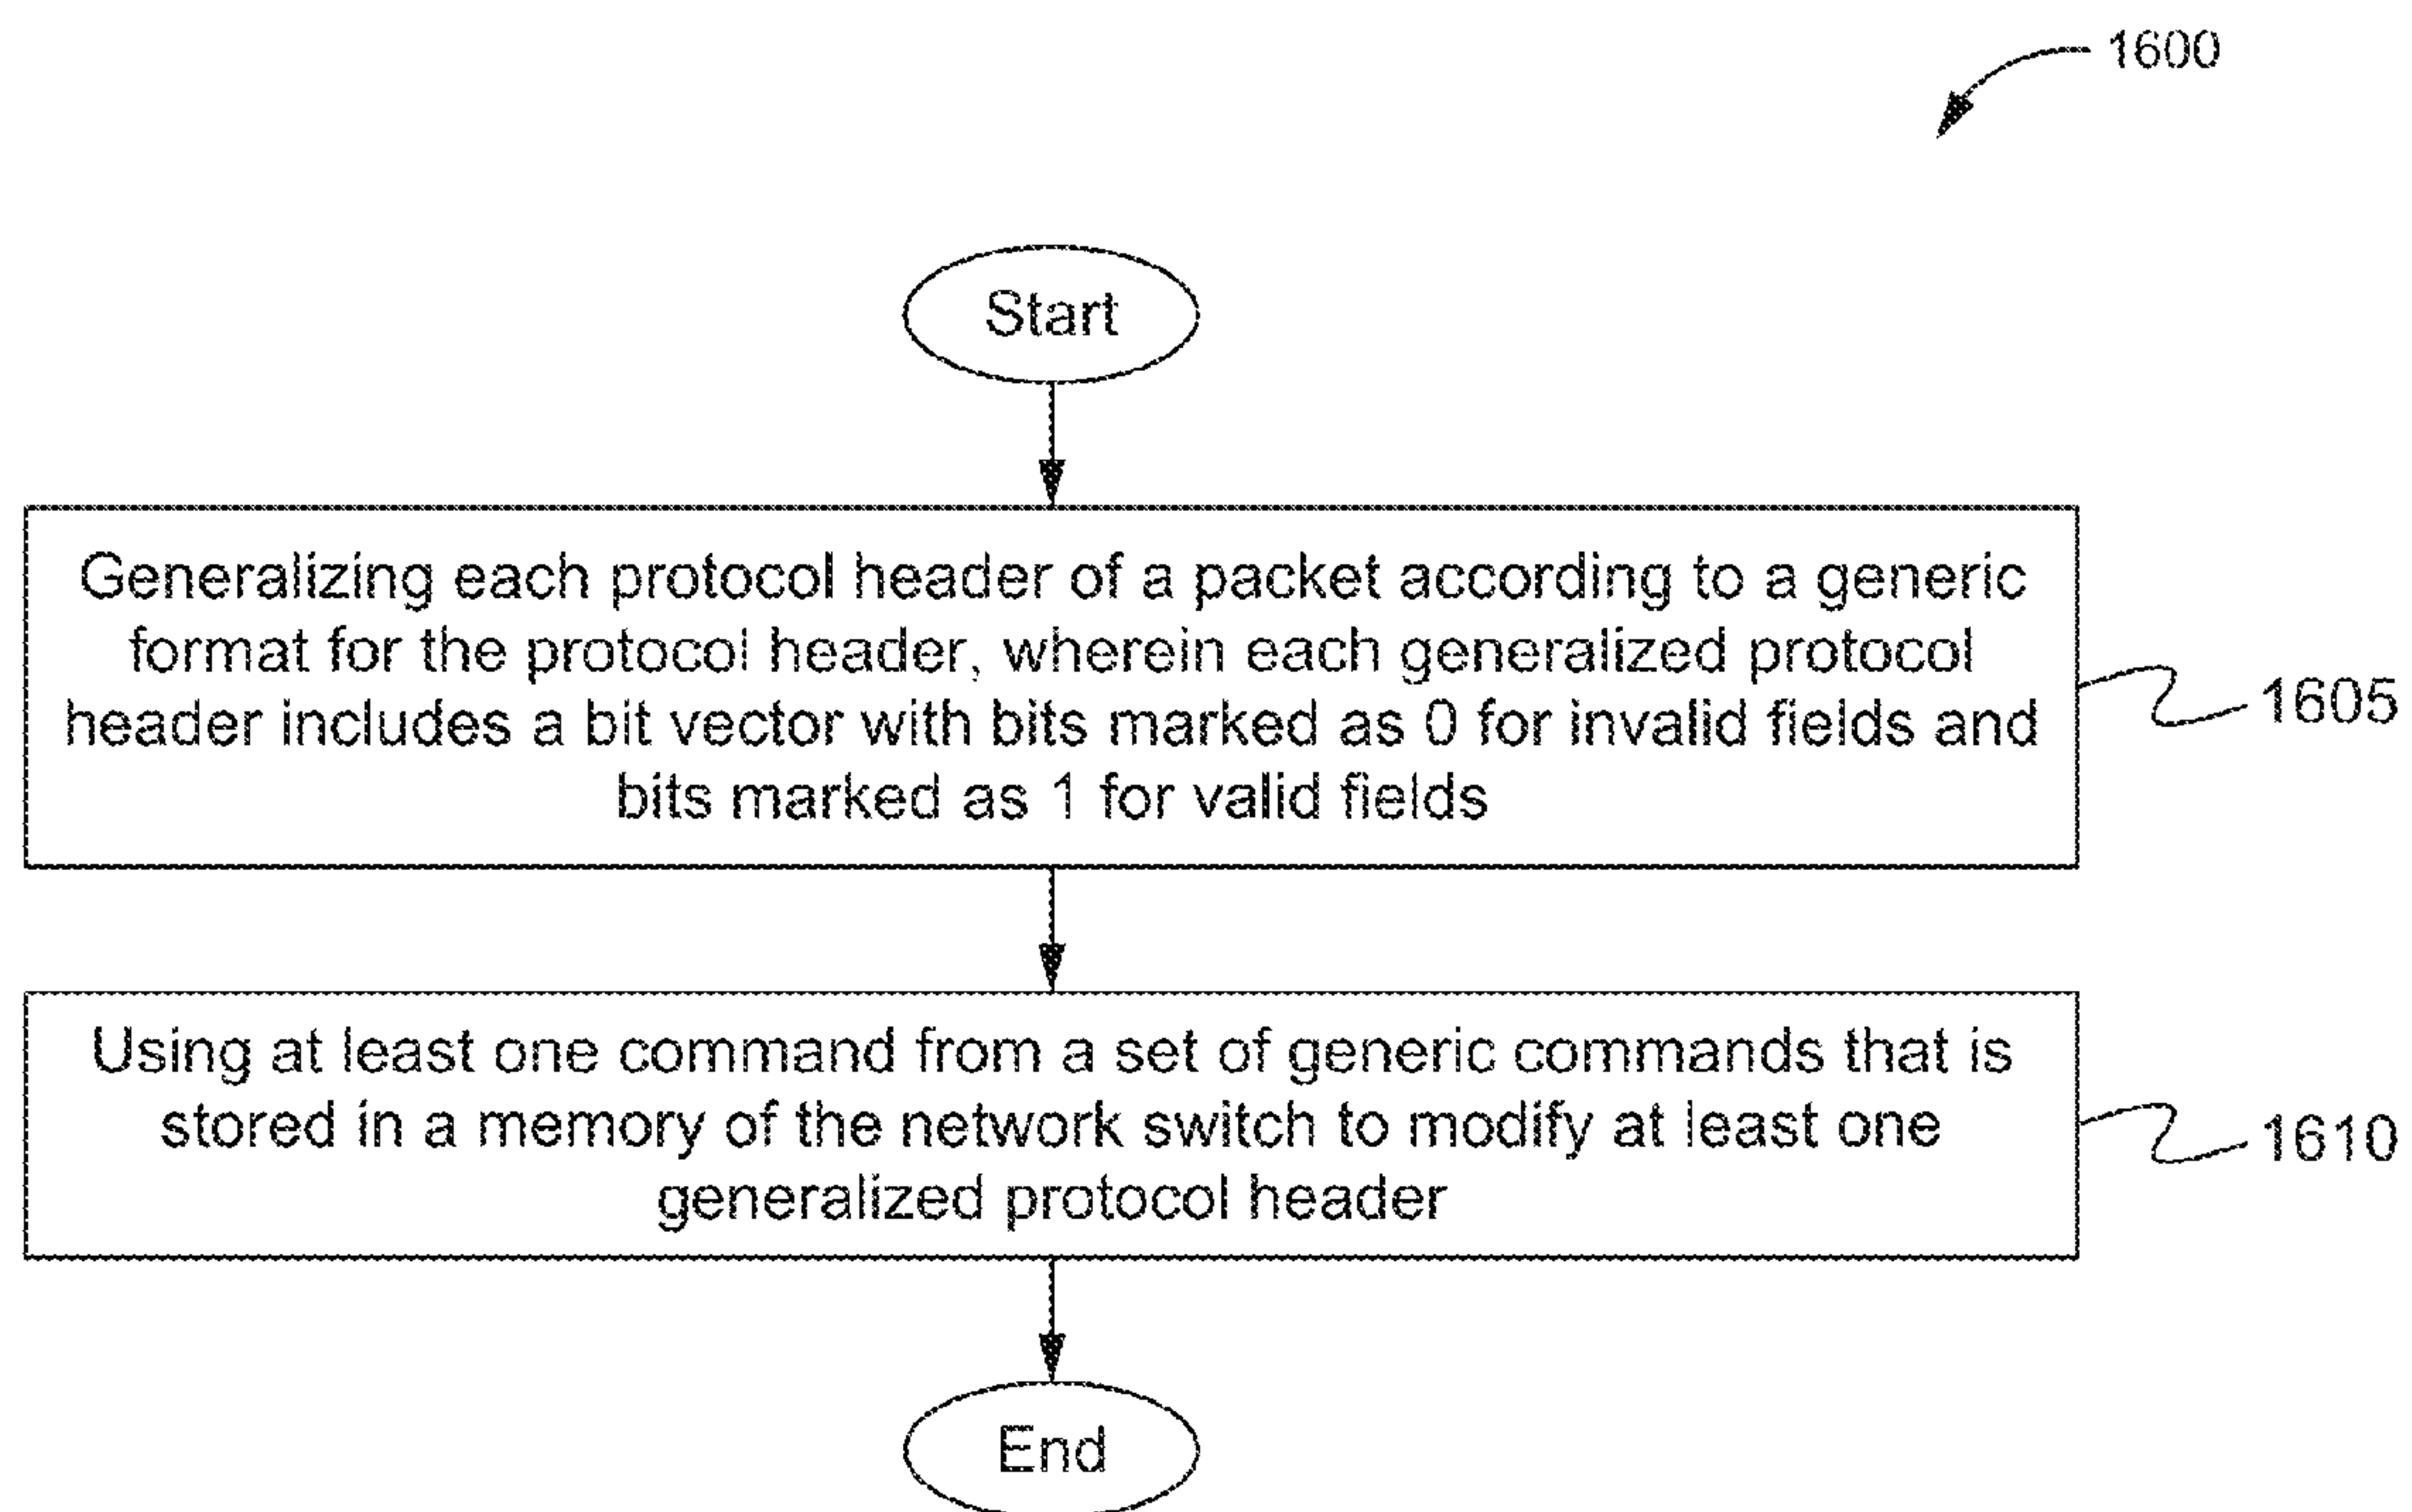 1600
Start
Generalizing each protocol header of a packet according to a generic
format for the protocol header, wherein each generalized protocol
header includes a bit vector with bits marked as 0 for invalid fields and
bits marked as 1 for valid fields
1605
Using at least one command from a set of generic commands that is
stored in a memory of the network switch to modify at least one
generalized protocol header
1610
End